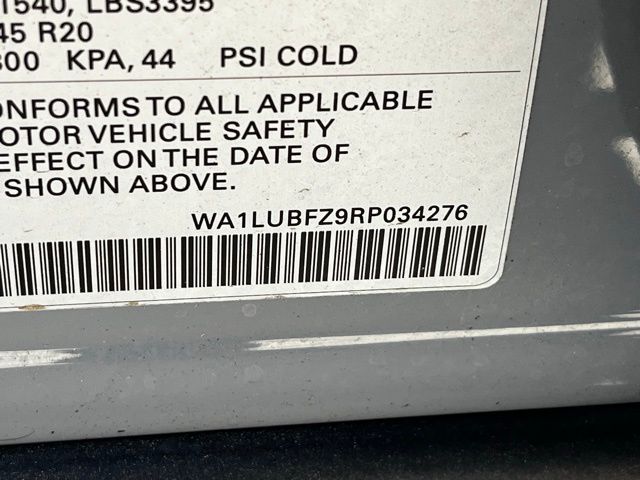 1540, LBS3395
45 R20
300 KPA, 44 PSI COLD
ONFORMS TO ALL APPLICABLE
OTOR VEHICLE SAFETY
EFFECT ON THE DATE OF
SHOWN ABOVE.
WA1LUBFZ9RP034276